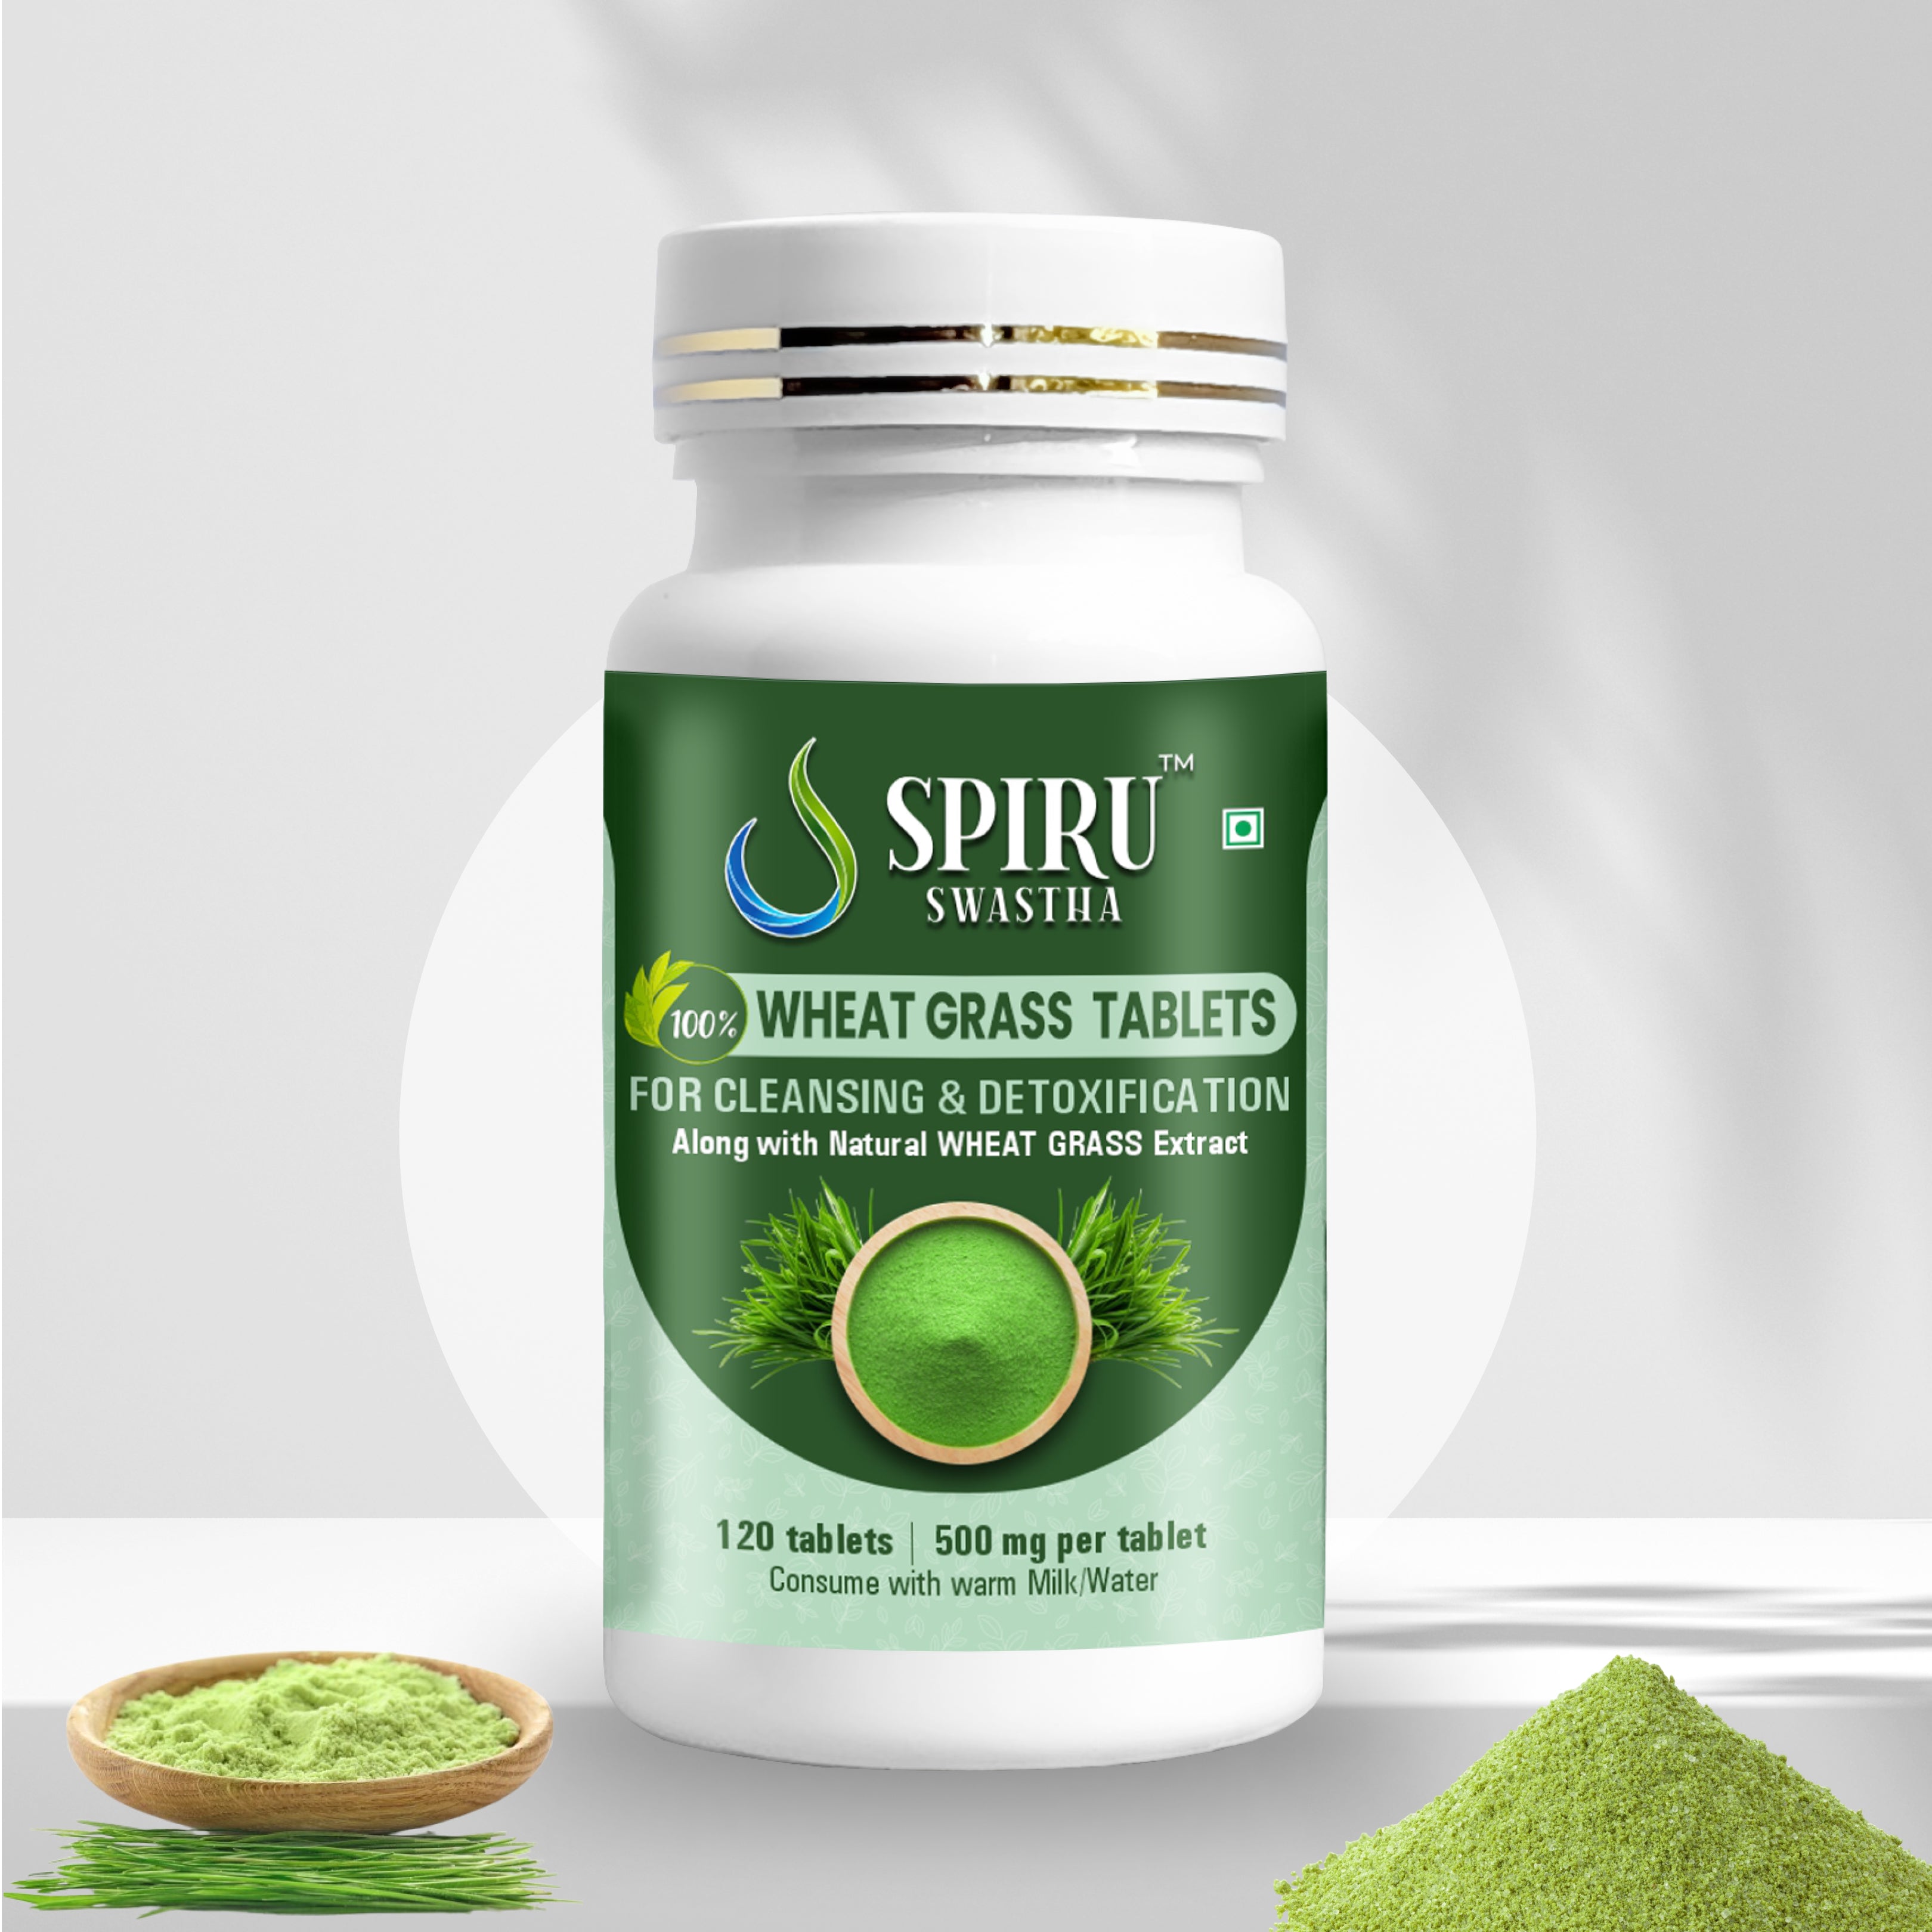 SPIRU™
SWASTHA
100% WHEAT GRASS TABLETS
FOR CLEANSING & DETOXIFICATION
Along with Natural WHEAT GRASS Extract
120 tablets | 500 mg per tablet
Consume with warm Milk/Water